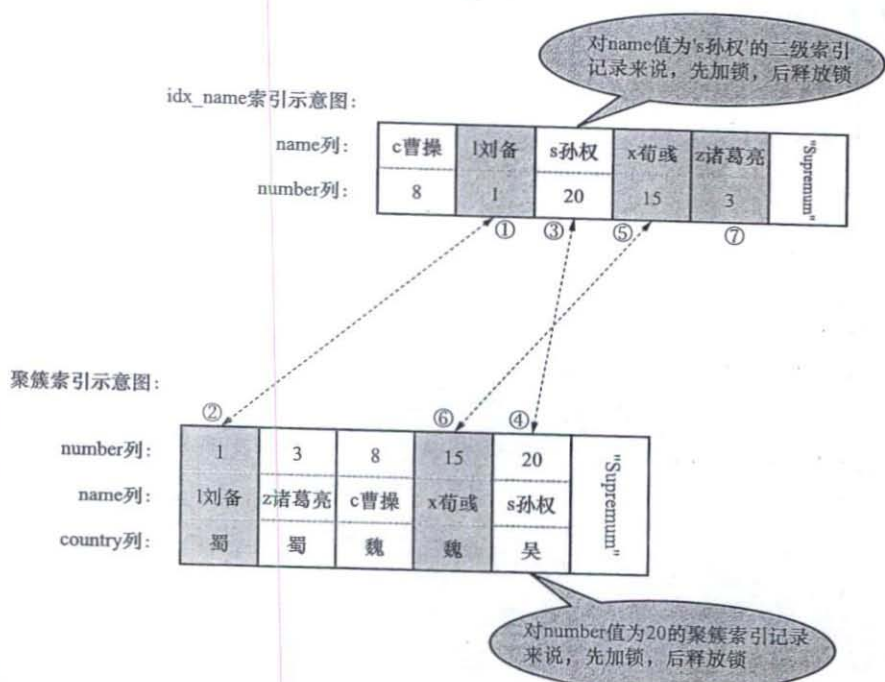 对name值为's孙权'的二级索引
记录来说，先加锁，后释放锁
idx_name索引示意图：
name列： c曹操 l刘备 s孙权 x荀彧 z诸葛亮 "Supremum"
number列： 8 1 20 15 3
① ③ ⑤ ⑦
聚簇索引示意图：
② ⑥ ④
number列： 1 3 8 15 20 "Supremum"
name列： l刘备 z诸葛亮 c曹操 x荀彧 s孙权
country列： 蜀 蜀 魏 魏 吴
对number值为20的聚簇索引记录
来说，先加锁，后释放锁